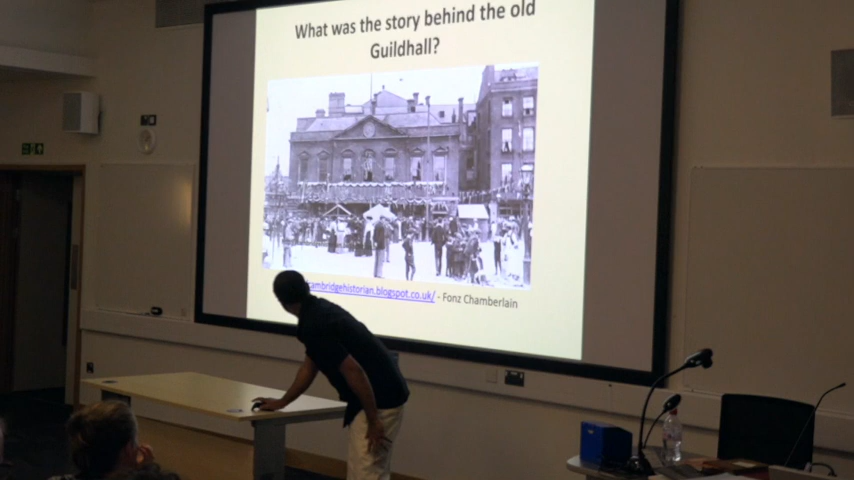 What was the story behind the old
Guildhall?
cambridgehistorian.blogspot.co.uk/ - Fonz Chamberlain